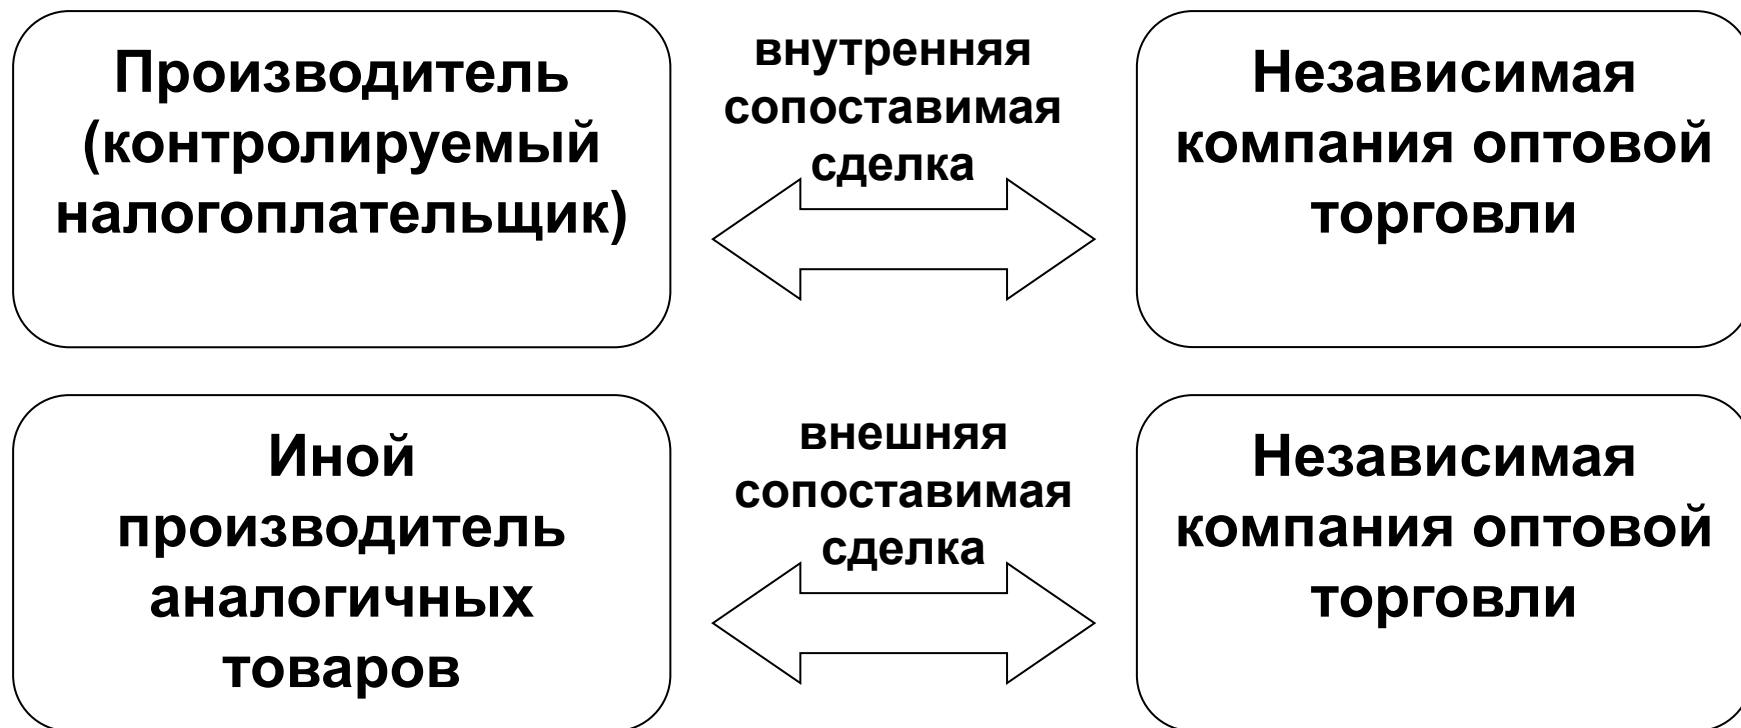 Производитель
(контролируемый
налогоплательщик)
внутренняя
сопоставимая
сделка
Независимая
компания оптовой
торговли
Иной
производитель
аналогичных
товаров
внешняя
сопоставимая
сделка
Независимая
компания оптовой
торговли